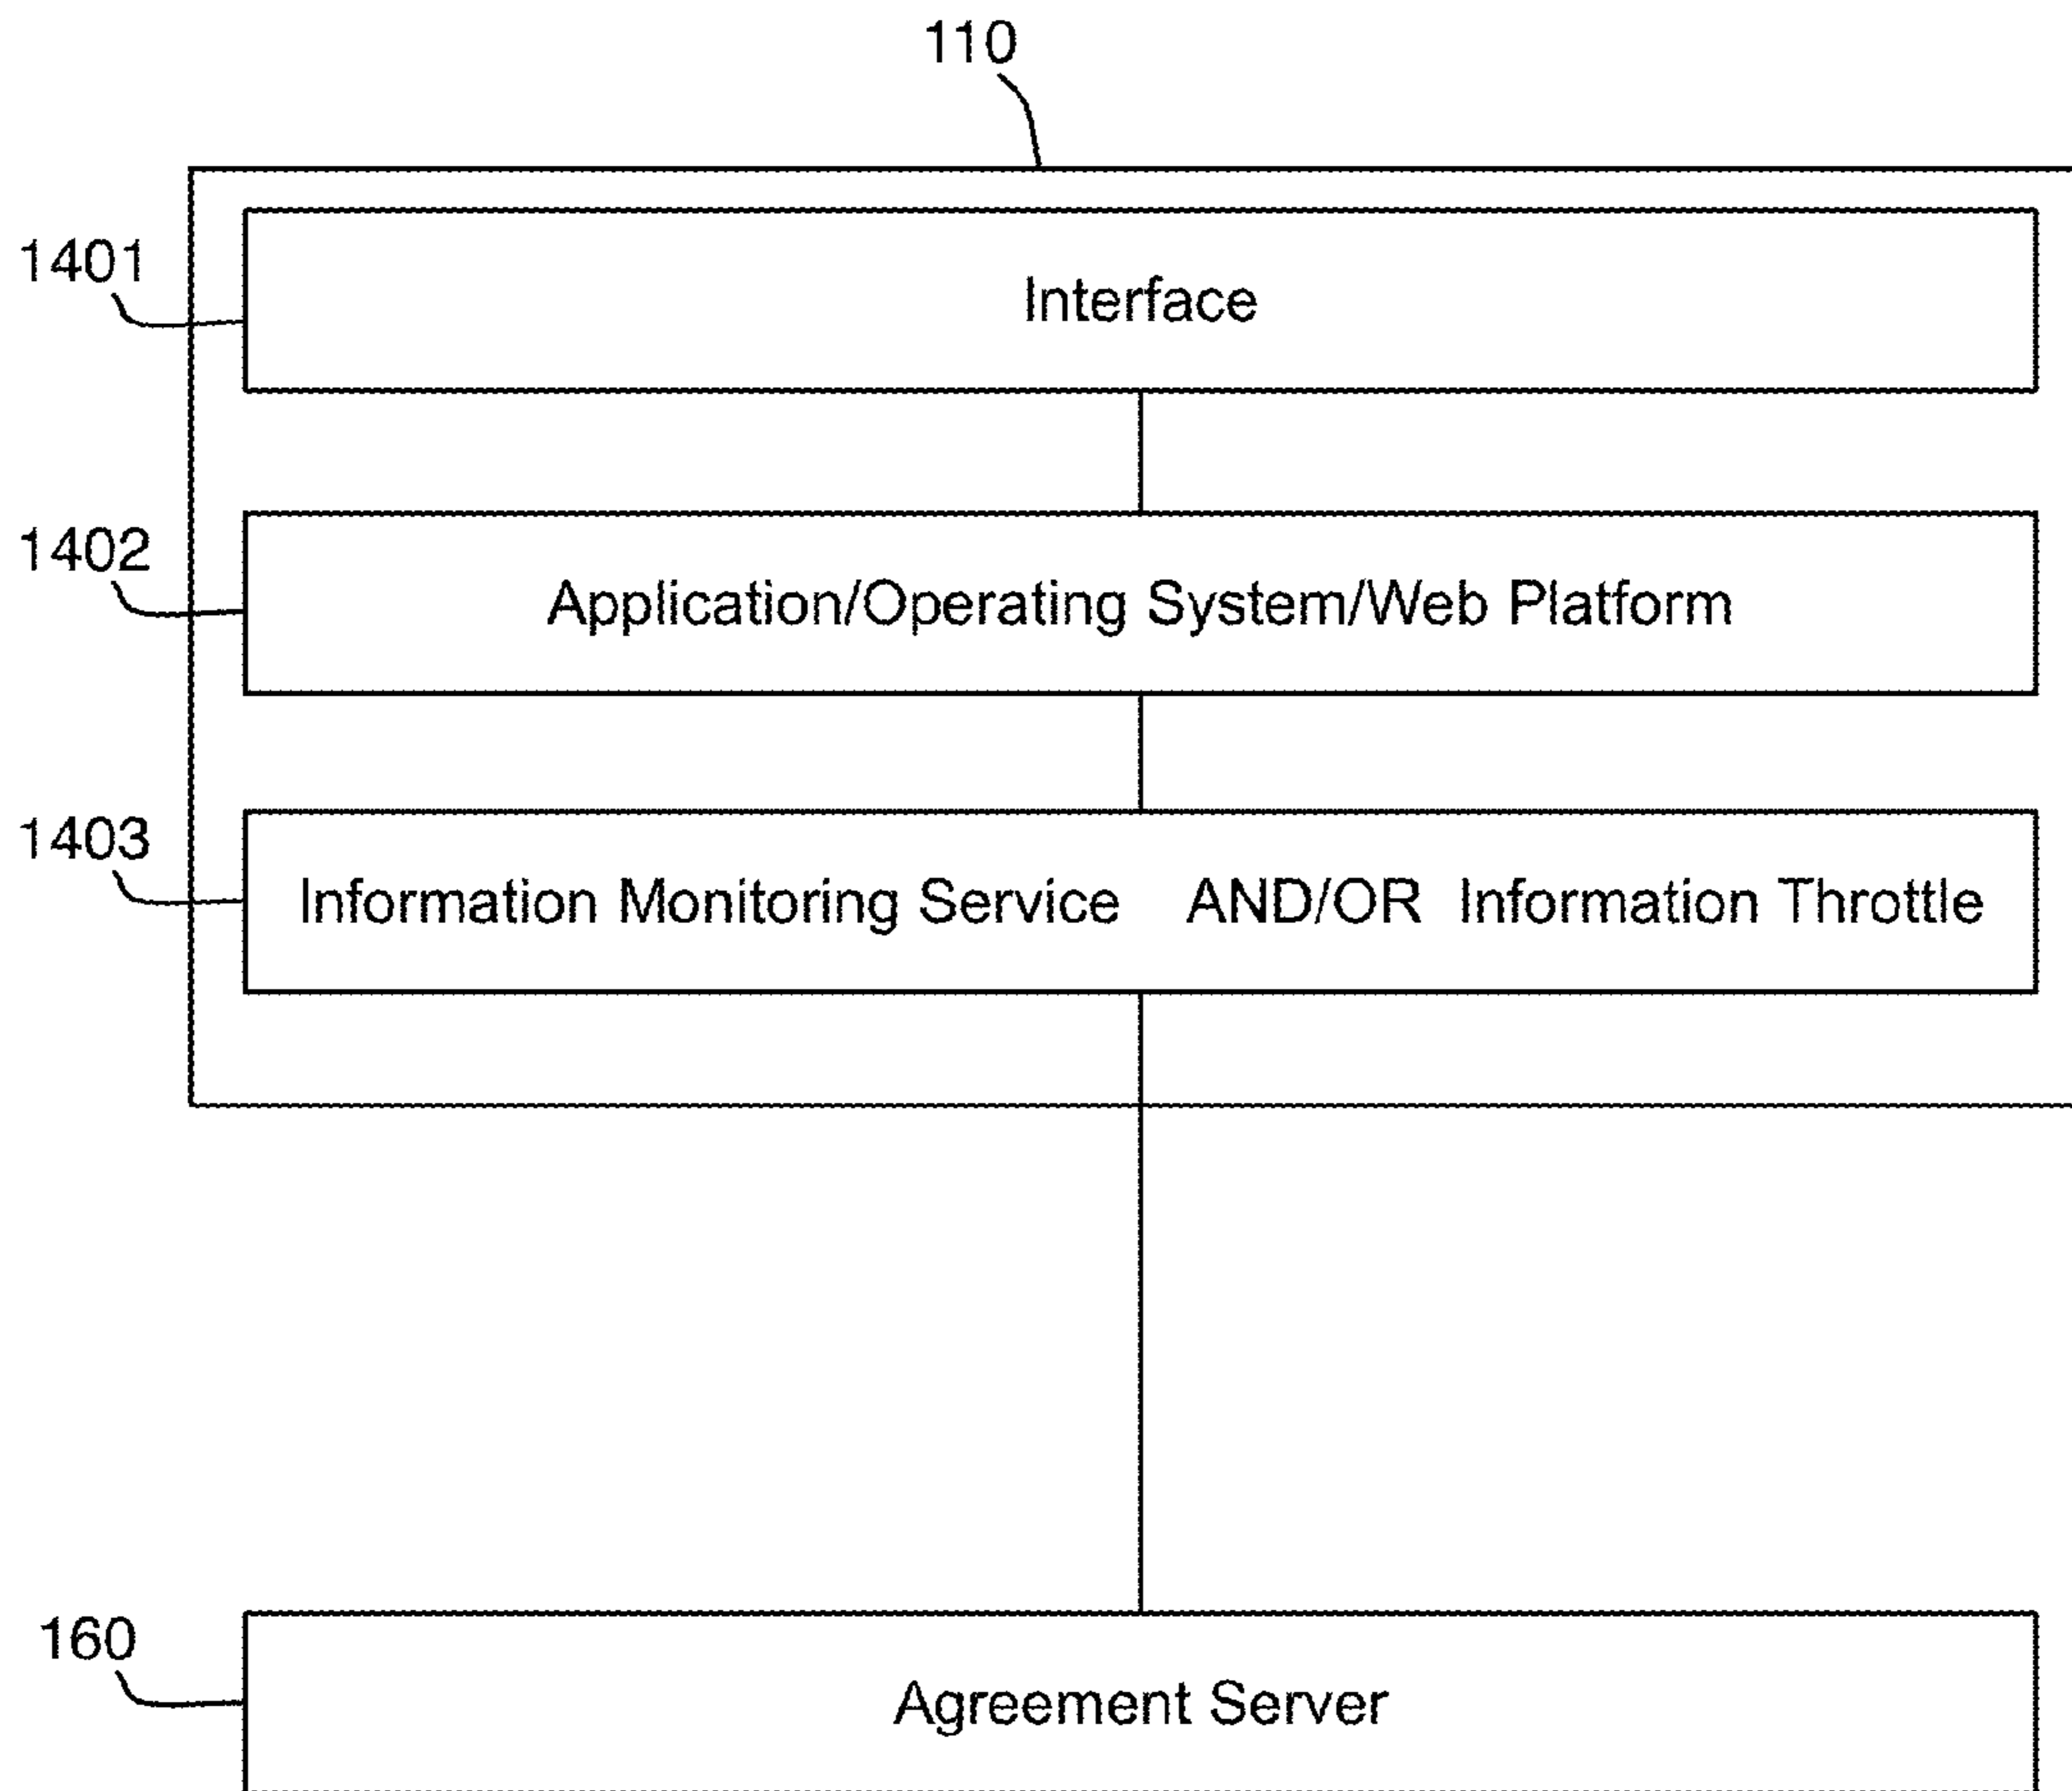 110
1401
Interface
1402
Application/Operating System/Web Platform
1403
Information Monitoring Service AND/OR Information Throttle
160
Agreement Server